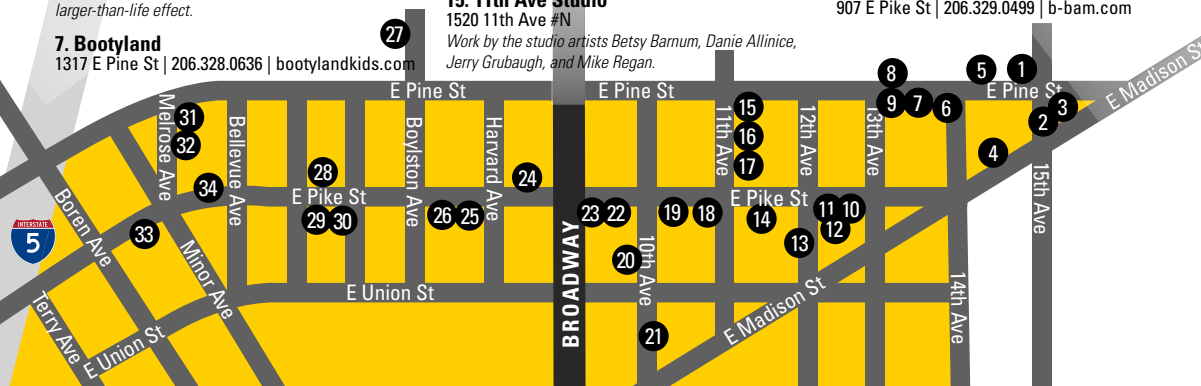 larger-than-life effect.
7. Bootyland
1317 E Pine St | 206.328.0636 | bootylandkids.com
15. 11th Ave Studio
1520 11th Ave #N
Work by the studio artists Betsy Barnum, Danie Allinice,
Jerry Grubaugh, and Mike Regan.
907 E Pike St | 206.329.0499 | b-bam.com
27
8
5
1
E Pine St
E Pine St
E Pine St
E Madison St
31
32
34
33
28
29
30
26
25
24
23
22
19
18
20
21
15
16
17
14
11
10
12
13
9
7
6
4
3
2
Melrose Ave
Bellevue Ave
Boylston Ave
Harvard Ave
BROADWAY
10th Ave
11th Ave
12th Ave
13th Ave
14th Ave
15th Ave
E Pike St
E Pike St
INTERSTATE
5
Boren Ave
Minor Ave
Terry Ave
E Union St
E Union St
E Madison St